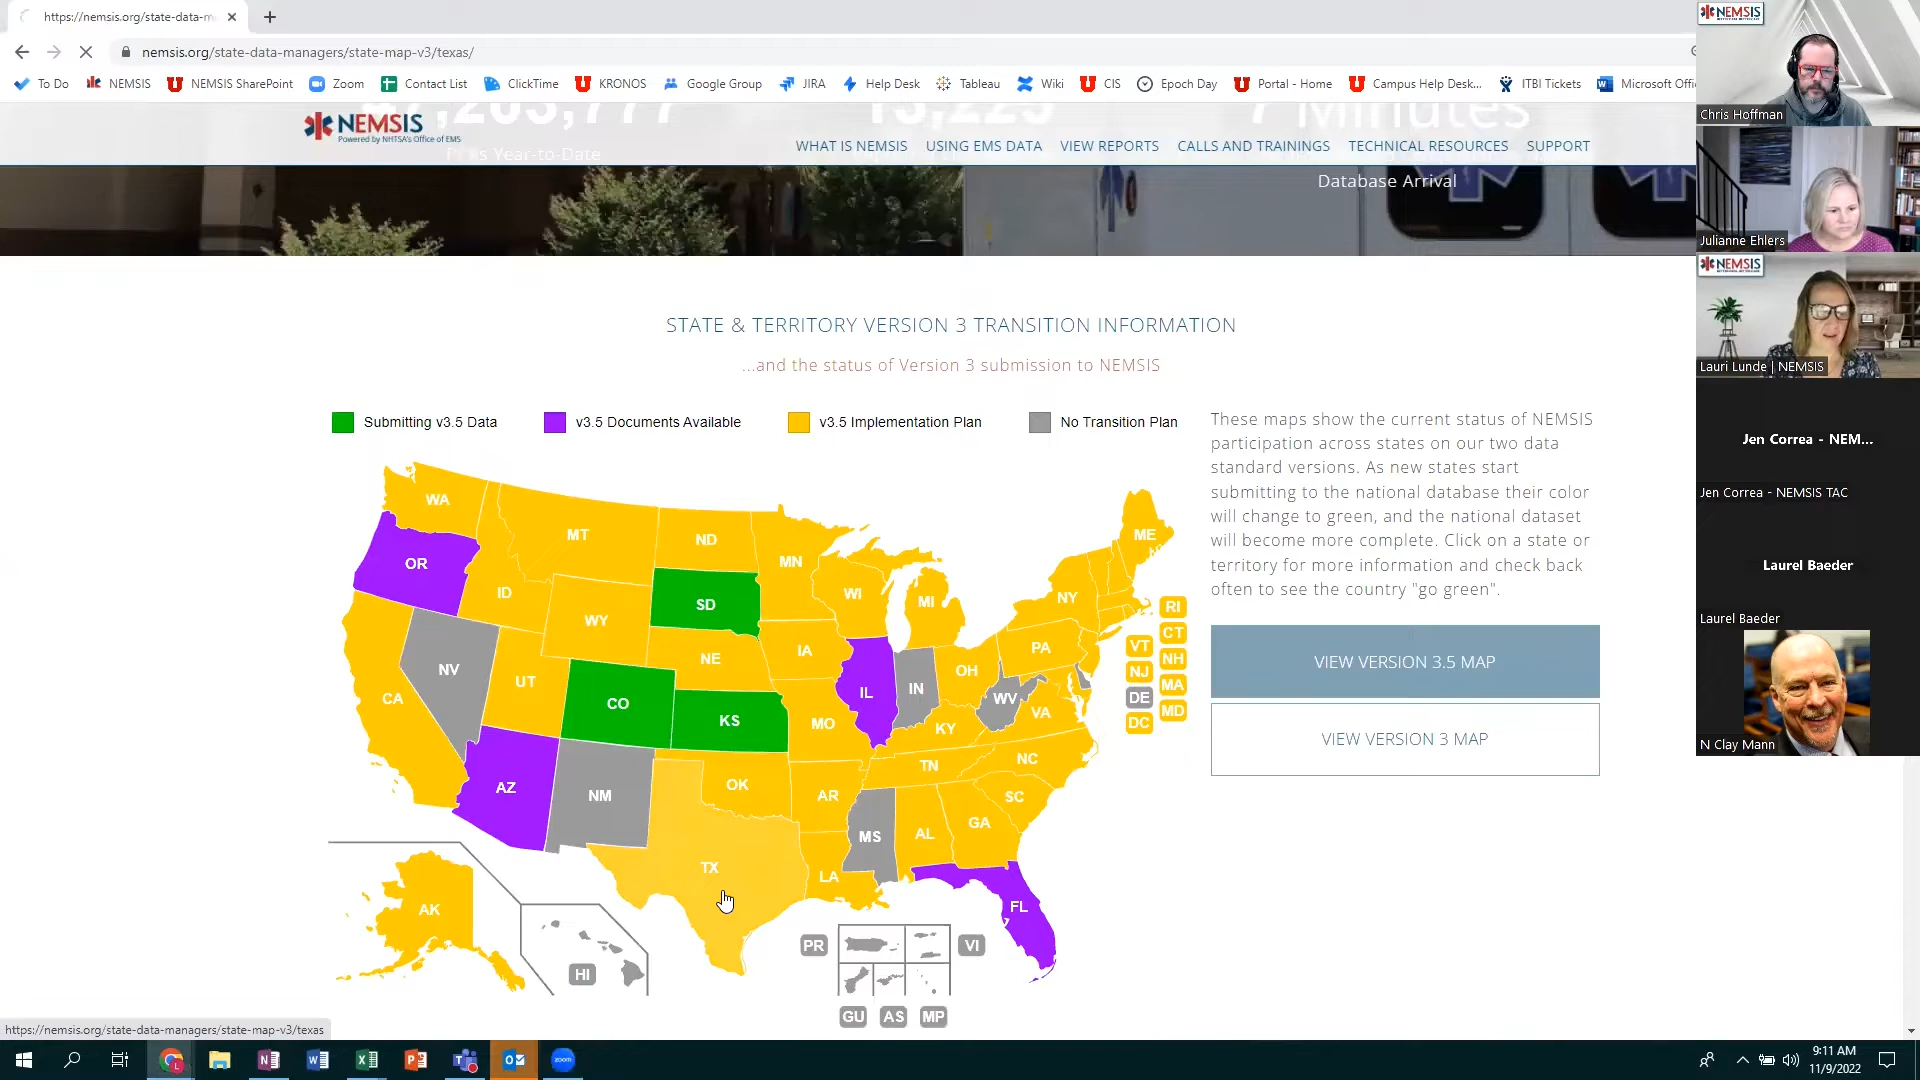 https://nemsis.org/state-data-m
nemsis.org/state-data-managers/state-map-v3/texas/
To Do NEMSIS NEMSIS SharePoint Zoom Contact List ClickTime KRONOS Google Group JIRA Help Desk Tableau Wiki CIS Epoch Day Portal - Home Campus Help Desk... ITBI Tickets Microsoft Offi
NEMSIS
Powered by NHTSA's Office of EMS
47,203,777 13,225 7 Minutes
Year-to-Date
WHAT IS NEMSIS USING EMS DATA VIEW REPORTS CALLS AND TRAININGS TECHNICAL RESOURCES SUPPORT
Database Arrival
STATE & TERRITORY VERSION 3 TRANSITION INFORMATION
...and the status of Version 3 submission to NEMSIS
Submitting v3.5 Data v3.5 Documents Available v3.5 Implementation Plan No Transition Plan
WA
MT
ND
MN
ME
OR
ID
SD
WI
MI
NY
WY
RI
NE
IA
PA
VT
CT
NV
UT
CO
KS
IL
IN
OH
NJ
NH
CA
MO
WV
VA
DE
MA
KY
DC
MD
AZ
NM
OK
AR
TN
NC
SC
TX
LA
MS
AL
GA
FL
AK
HI
PR
VI
GU
AS
MP
These maps show the current status of NEMSIS
participation across states on our two data
standard versions. As new states start
submitting to the national database their color
will change to green, and the national dataset
will become more complete. Click on a state or
territory for more information and check back
often to see the country "go green".
VIEW VERSION 3.5 MAP
VIEW VERSION 3 MAP
NEMSIS
Chris Hoffman
Julianne Ehlers
NEMSIS
Lauri Lunde | NEMSIS
Jen Correa - NEM...
Jen Correa - NEMSIS TAC
Laurel Baeder
Laurel Baeder
N Clay Mann
https://nemsis.org/state-data-managers/state-map-v3/texas
zoom
9:11 AM
11/9/2022